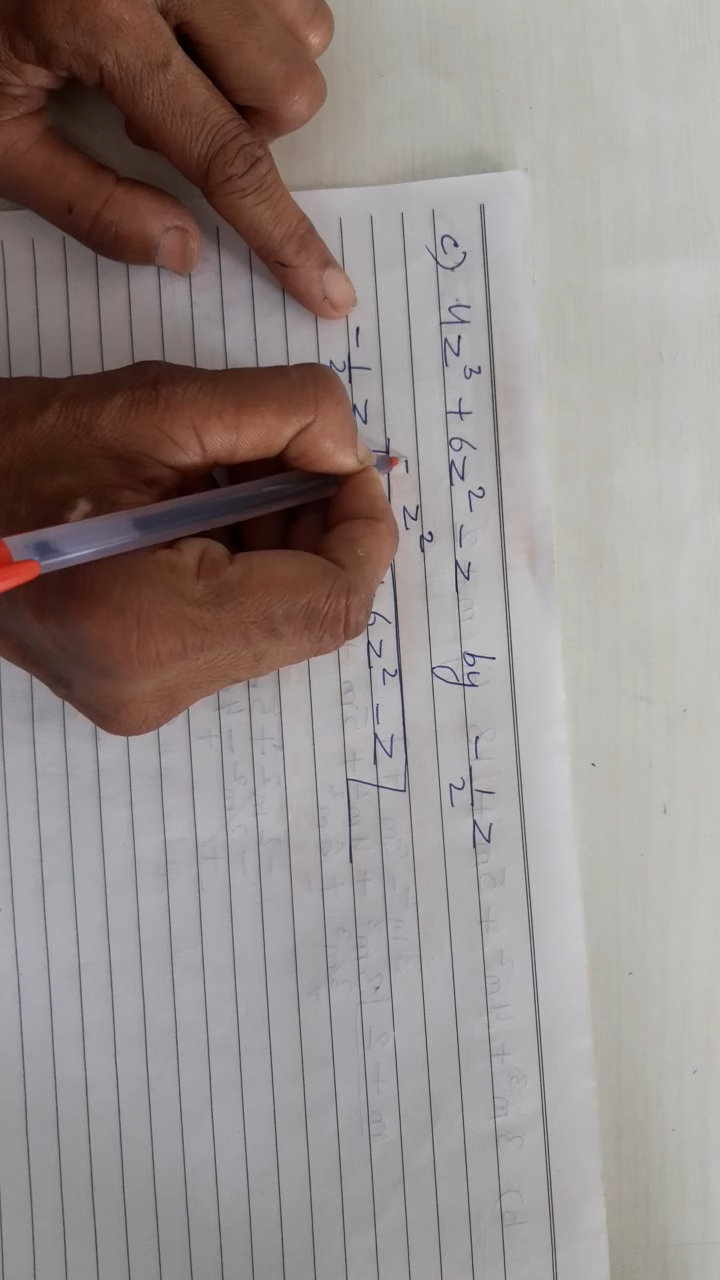 c) 4z³ + 6z² - z by -1/2 z
- z²
-1/2 z 6z² - z